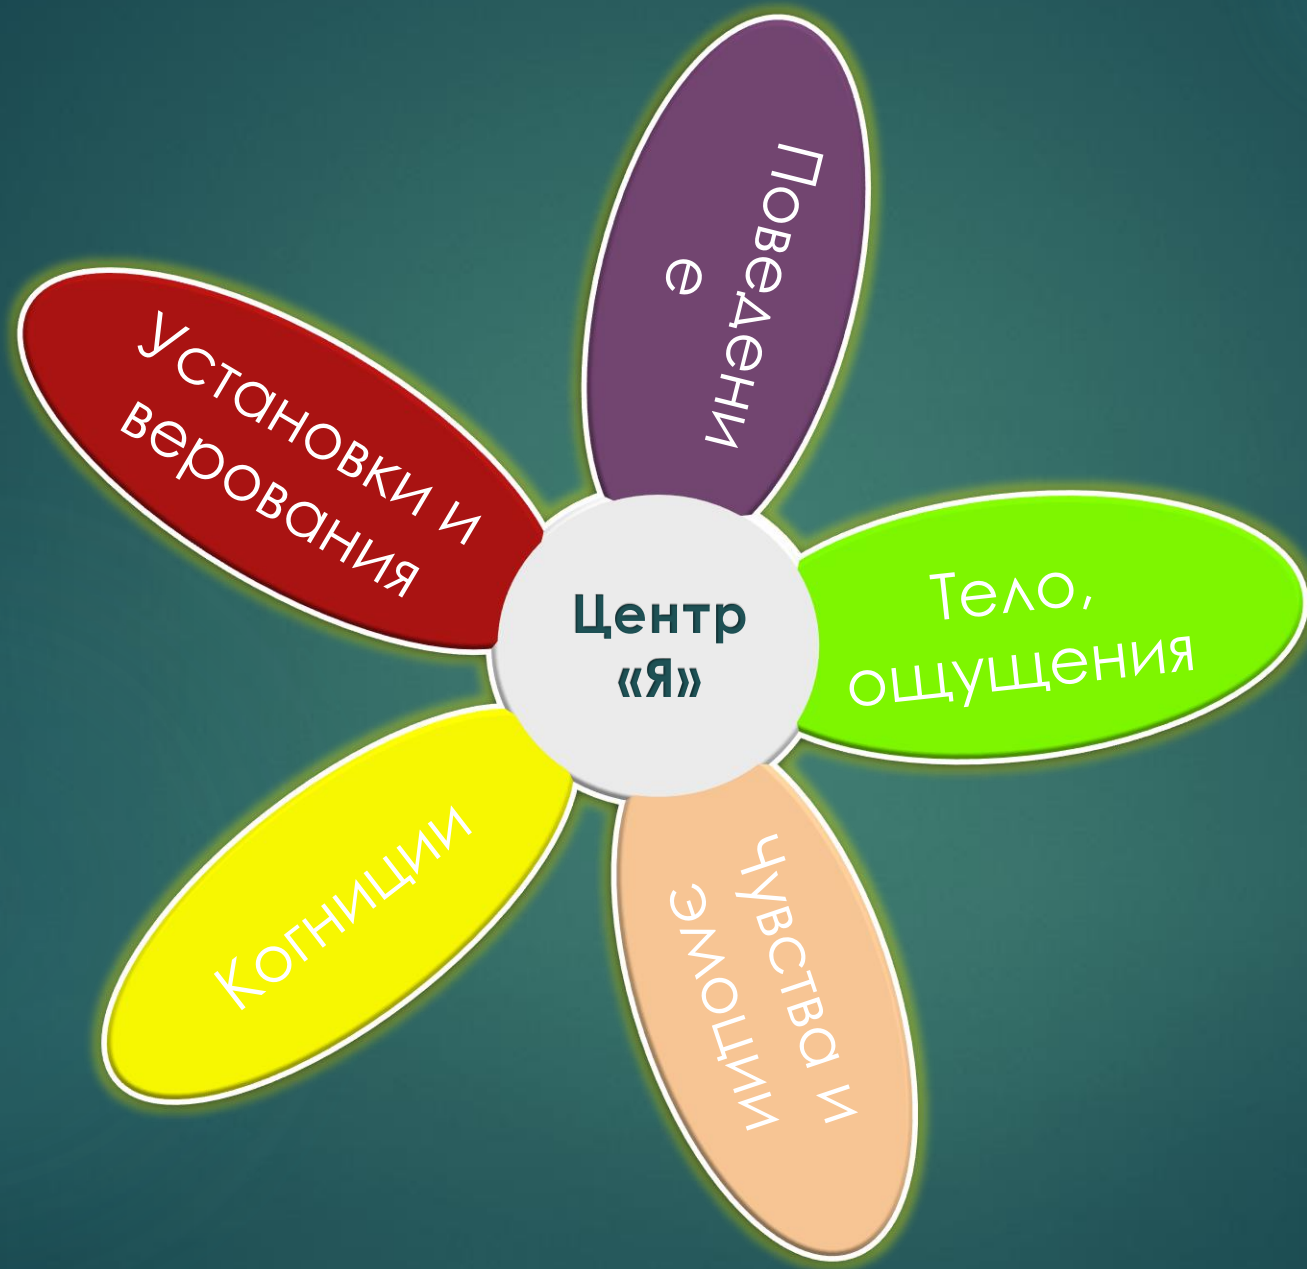 Поведени
е
Тело,
ощущения
Чувства и
эмоции
Когниции
Установки и
верования
Центр
«Я»